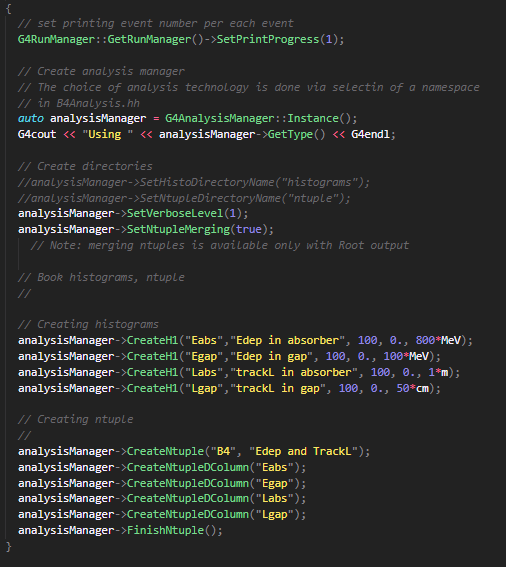 {
// set printing event number per each event
G4RunManager::GetRunManager()->SetPrintProgress(1);
// Create analysis manager
// The choice of analysis technology is done via selectin of a namespace
// in B4Analysis.hh
auto analysisManager = G4AnalysisManager::Instance();
G4cout << "Using " << analysisManager->GetType() << G4endl;
// Create directories
//analysisManager->SetHistoDirectoryName("histograms");
//analysisManager->SetNtupleDirectoryName("ntuple");
analysisManager->SetVerboseLevel(1);
analysisManager->SetNtupleMerging(true);
// Note: merging ntuples is available only with Root output
// Book histograms, ntuple
//
// Creating histograms
analysisManager->CreateH1("Eabs","Edep in absorber", 100, 0., 800*MeV);
analysisManager->CreateH1("Egap","Edep in gap", 100, 0., 100*MeV);
analysisManager->CreateH1("Labs","trackL in absorber", 100, 0., 1*m);
analysisManager->CreateH1("Lgap","trackL in gap", 100, 0., 50*cm);
// Creating ntuple
//
analysisManager->CreateNtuple("B4", "Edep and TrackL");
analysisManager->CreateNtupleDColumn("Eabs");
analysisManager->CreateNtupleDColumn("Egap");
analysisManager->CreateNtupleDColumn("Labs");
analysisManager->CreateNtupleDColumn("Lgap");
analysisManager->FinishNtuple();
}